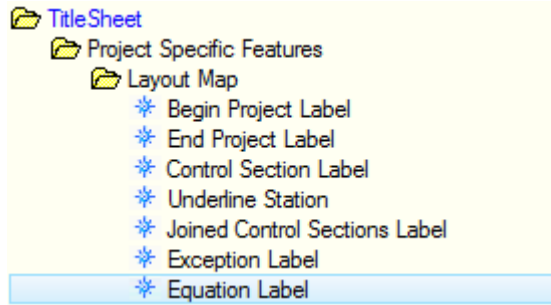 TitleSheet
Project Specific Features
Layout Map
Begin Project Label
End Project Label
Control Section Label
Underline Station
Joined Control Sections Label
Exception Label
Equation Label